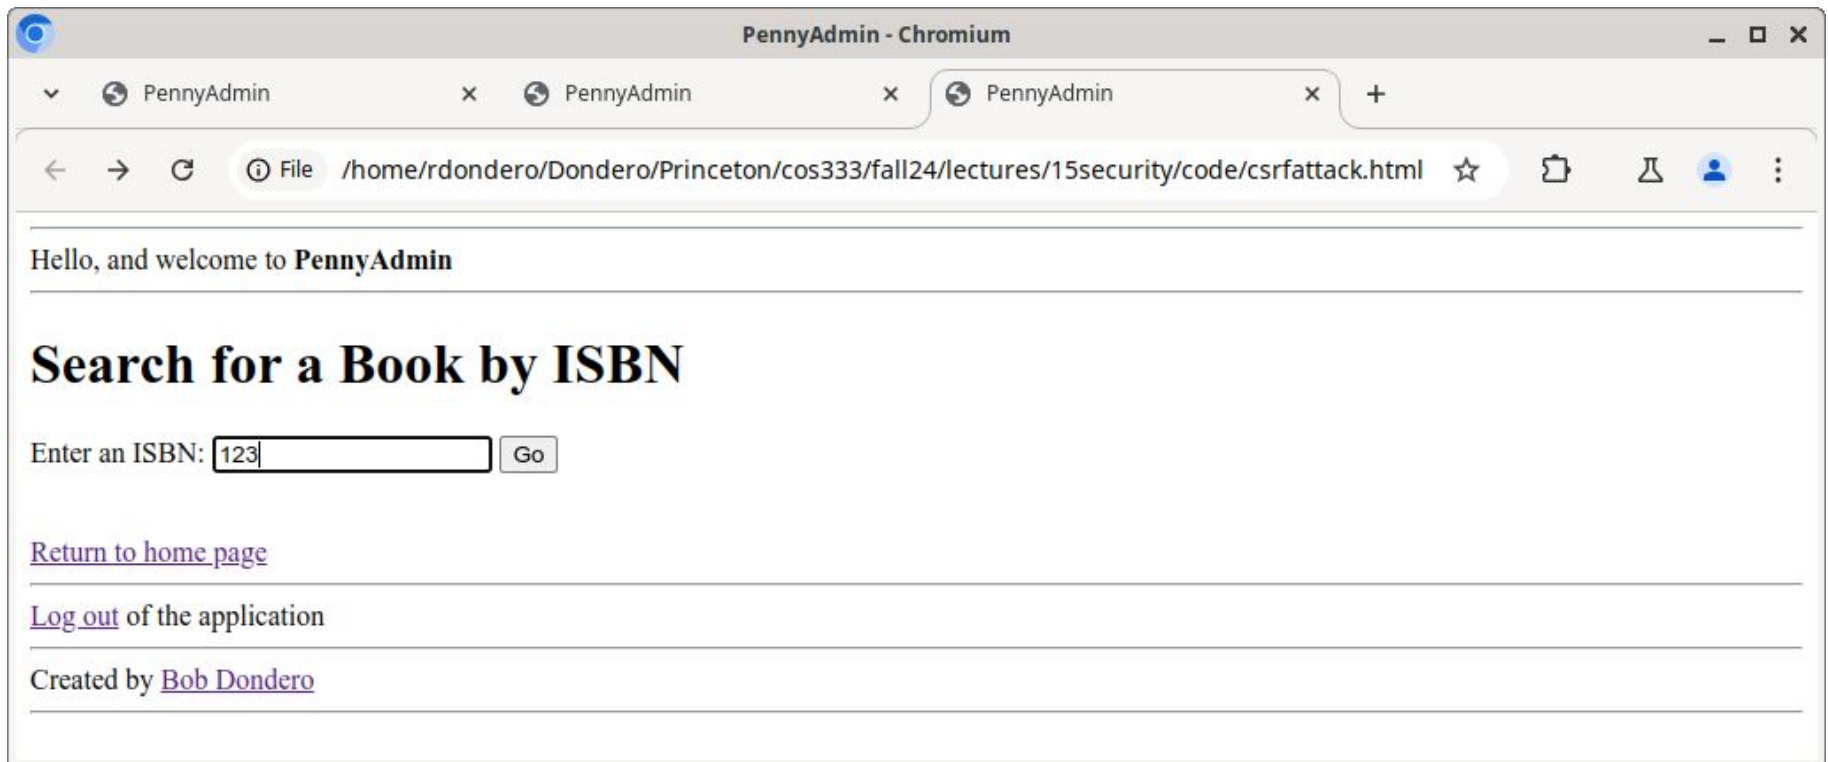 PennyAdmin - Chromium
PennyAdmin PennyAdmin PennyAdmin
File /home/rdondero/Dondero/Princeton/cos333/fall24/lectures/15security/code/csrfattack.html
Hello, and welcome to PennyAdmin
Search for a Book by ISBN
Enter an ISBN: 123 Go
Return to home page
Log out of the application
Created by Bob Dondero